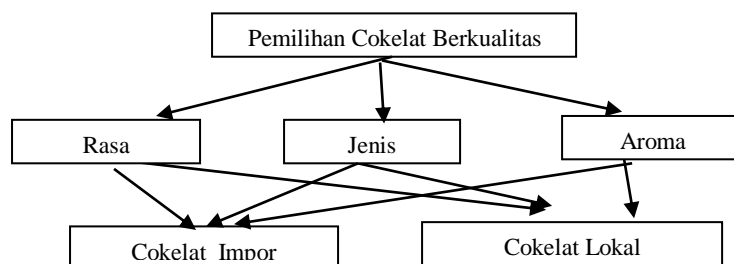 Pemilihan Cokelat Berkualitas
Rasa
Jenis
Aroma
Cokelat Impor
Cokelat Lokal